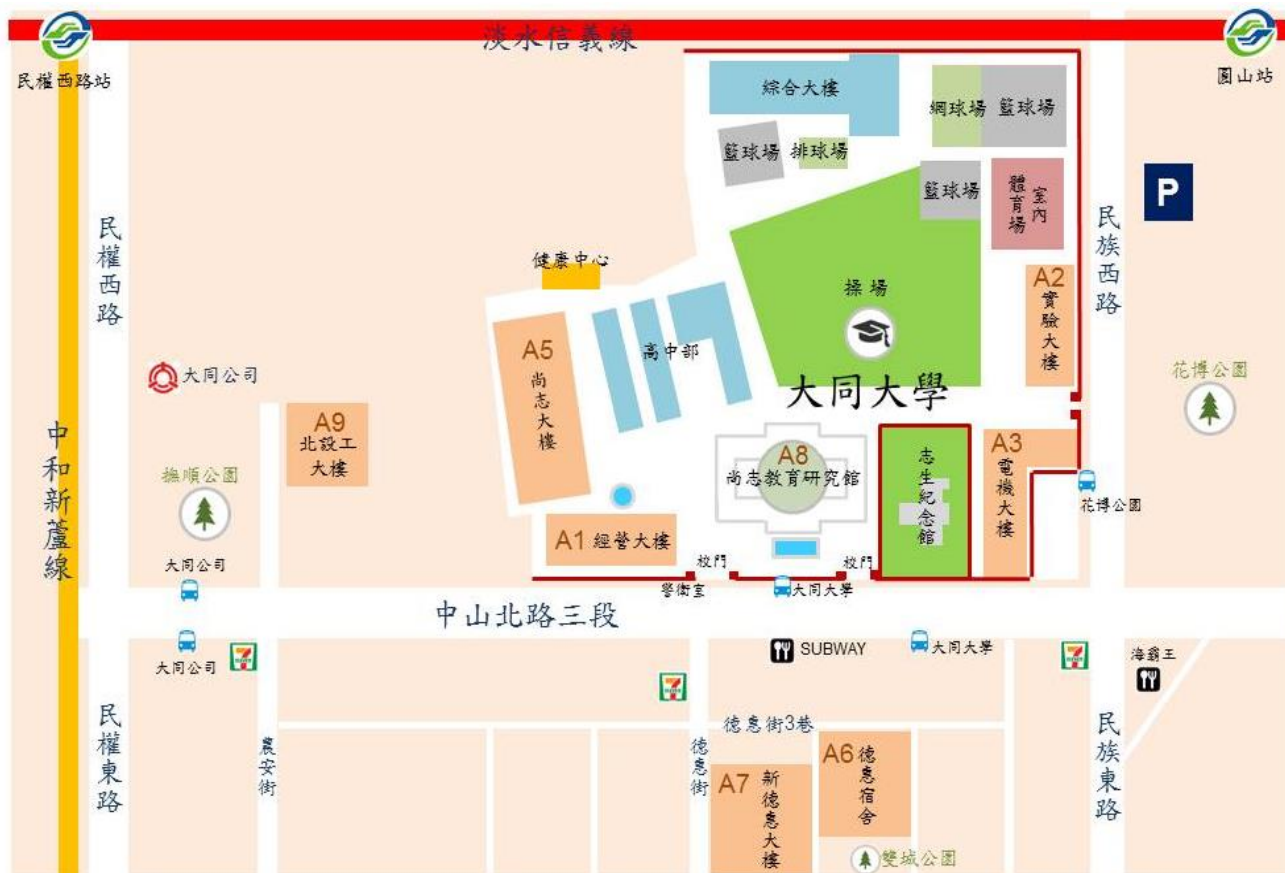 淡水信義線
民權西路站
圓山站
綜合大樓
網球場
籃球場
籃球場
排球場
籃球場
室內
體育場
P
民權西路
民族西路
健康中心
操場
A2
實驗大樓
A5
尚志大樓
高中部
大同公司
花博公園
大同大學
A9
北設工
大樓
中和新蘆線
撫順公園
A8
尚志教育研究館
志生紀念館
A3
電機大樓
花博公園
A1 經營大樓
大同公司
校門
校門
警衛室
大同大學
中山北路三段
大同公司
7
ELEVEN
SUBWAY
大同大學
7
ELEVEN
海霸王
7
ELEVEN
民權東路
農安街
德惠街
德惠街3巷
民族東路
A6
德惠宿舍
A7
新德惠大樓
雙城公園